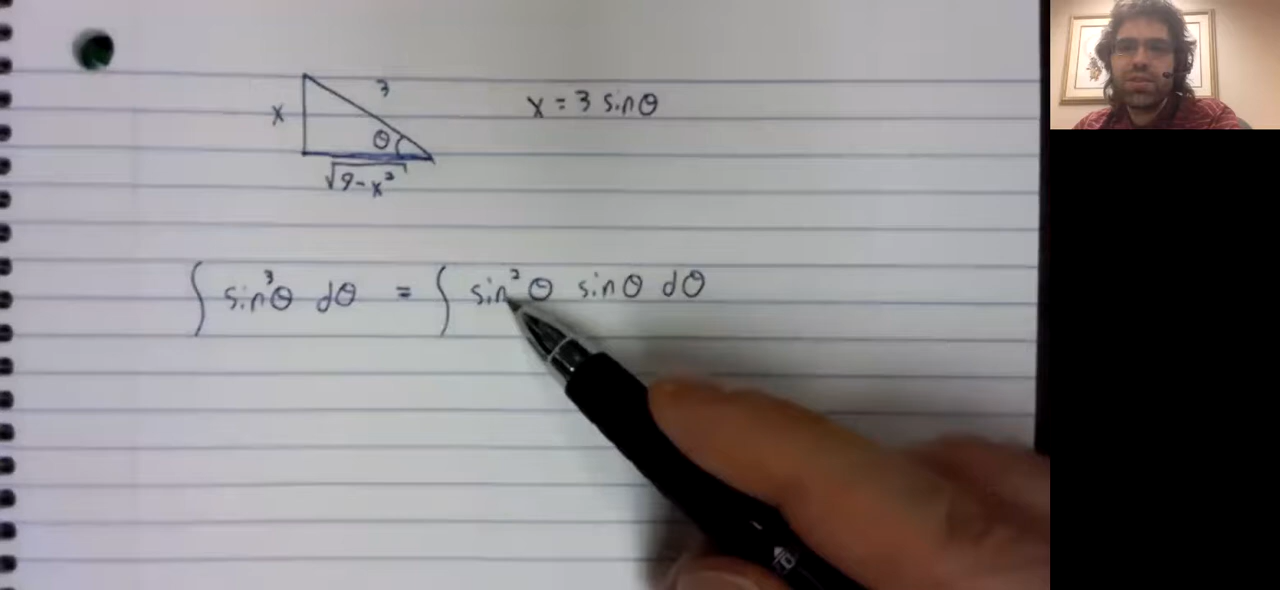 3
x
x = 3 sinθ
θ
√9-x²
∫ sin³θ dθ = ∫ sin²θ sinθ dθ